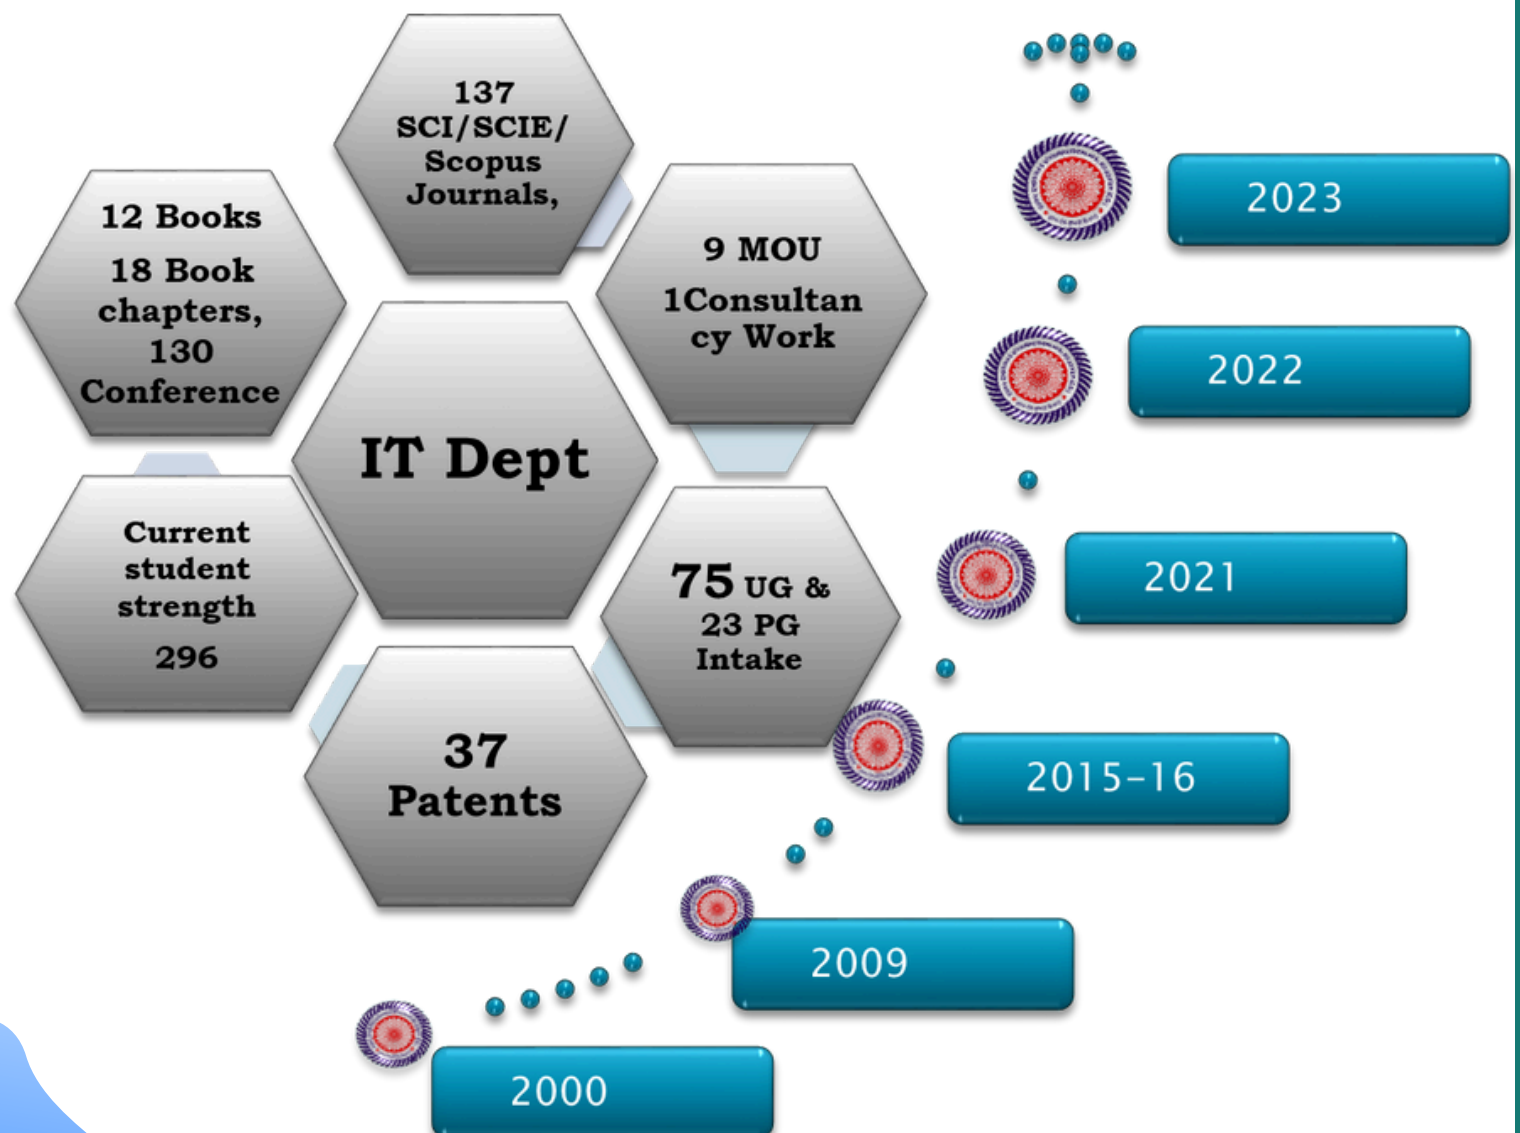 137
SCI/SCIE/
Scopus
Journals,
12 Books
18 Book
chapters,
130
Conference
9 MOU
1Consultan
cy Work
IT Dept
Current
student
strength
296
75 UG &
23 PG
Intake
37
Patents
2023
2022
2021
2015-16
2009
2000